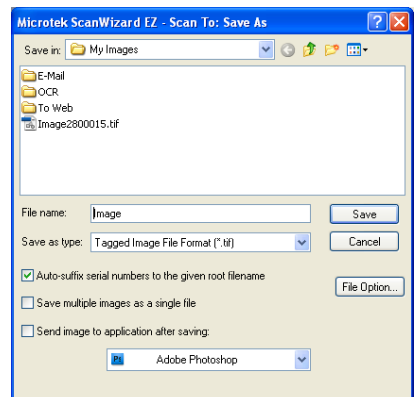 Microtek ScanWizard EZ - Scan To: Save As
Save in: My Images
E-Mail
OCR
To Web
Image2800015.tif
File name: Image Save
Save as type: Tagged Image File Format (*.tif) Cancel
Auto-suffix serial numbers to the given root filename
File Option...
Save multiple images as a single file
Send image to application after saving:
Adobe Photoshop